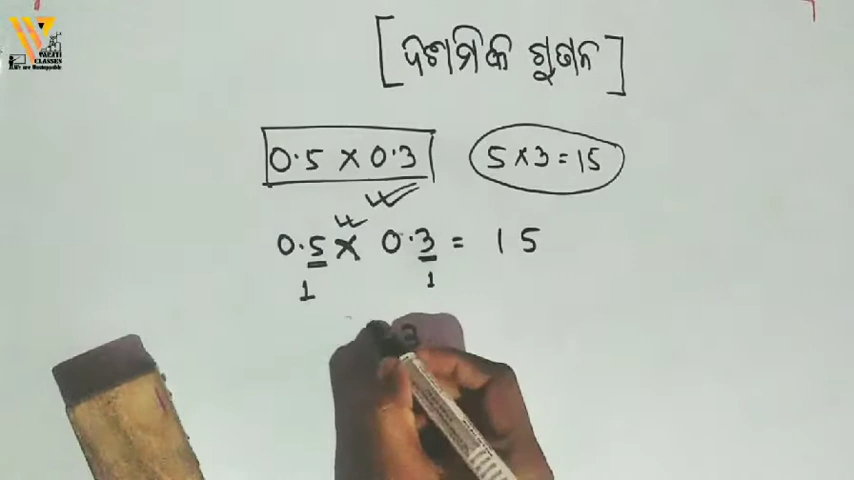 [ଦଶମିକ ଗୁଣନ]
0.5 × 0.3
5 × 3 = 15
0.5 × 0.3 = 15
1 1